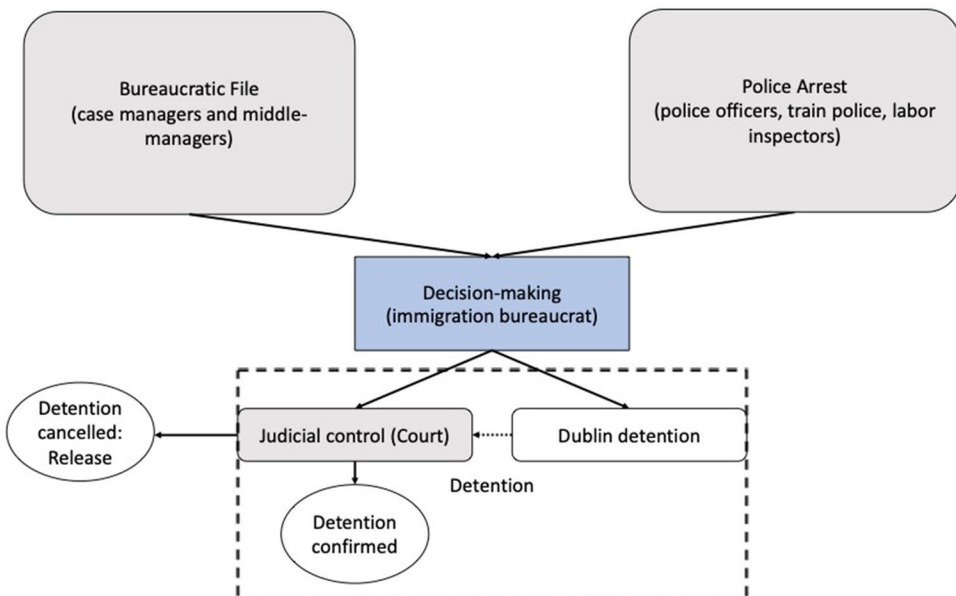 Bureaucratic File
(case managers and middle-
managers)
Police Arrest
(police officers, train police, labor
inspectors)
Decision-making
(immigration bureaucrat)
Detention
cancelled:
Release
Judicial control (Court)
Dublin detention
Detention
Detention
confirmed